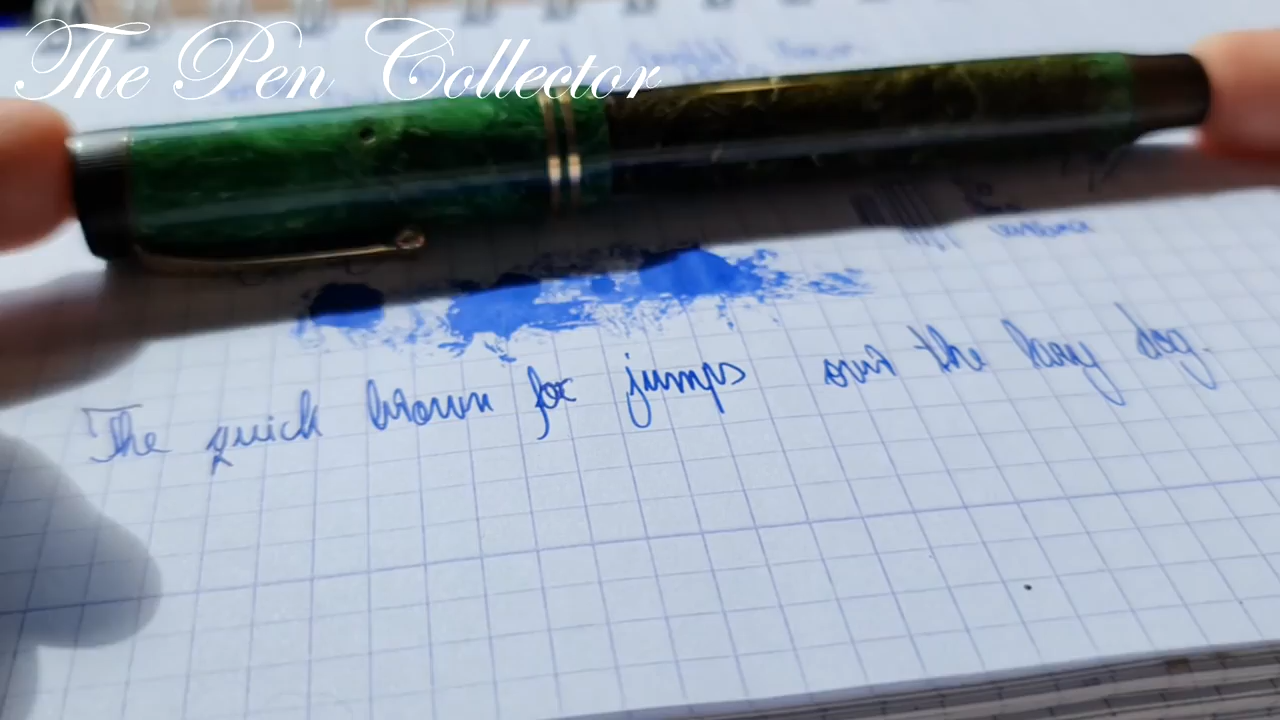 The Pen Collector
The quick brown fox jumps over the lazy dog.